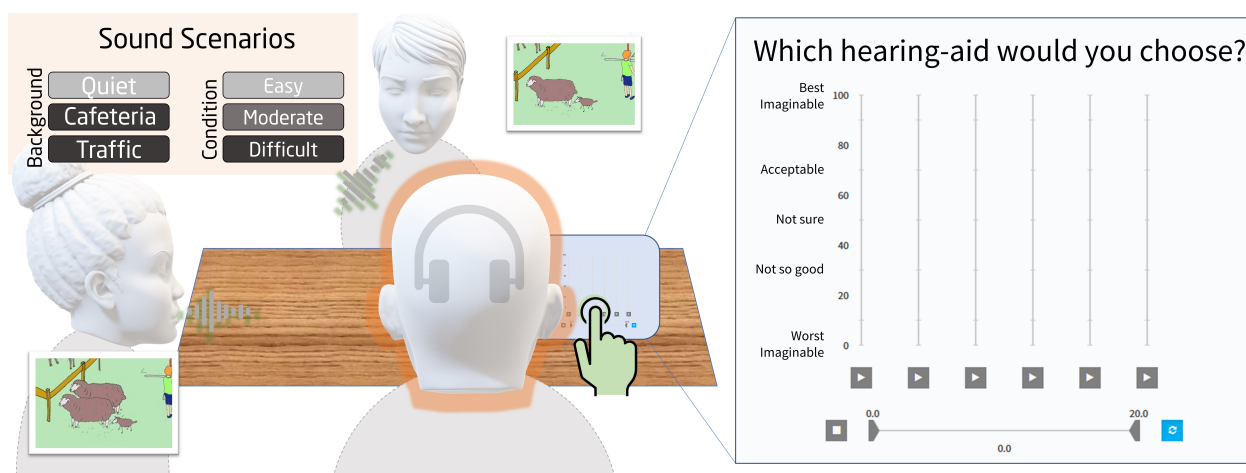 Sound Scenarios
Background
Quiet
Cafeteria
Traffic
Condition
Easy
Moderate
Difficult
Which hearing-aid would you choose?
Best
Imaginable
100
80
Acceptable
60
Not sure
40
Not so good
20
Worst
Imaginable
0
0.0
20.0
0.0